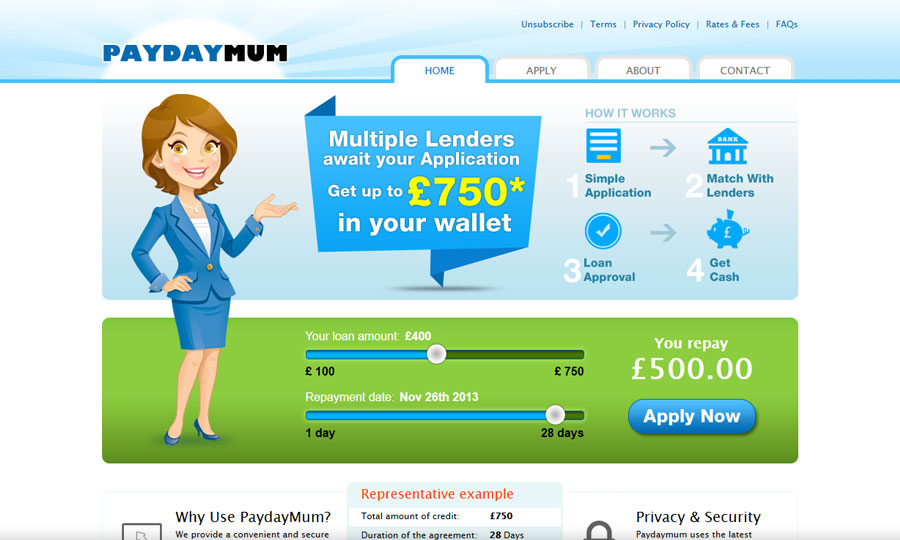 Unsubscribe | Terms | Privacy Policy | Rates & Fees | FAQs
PAYDAYMUM
HOME
APPLY
ABOUT
CONTACT
Multiple Lenders
await your Application
Get up to £750*
in your wallet
HOW IT WORKS
1 Simple
Application
BANK
2 Match With
Lenders
3 Loan
Approval
£
4 Get
Cash
Your loan amount: £400
£ 100
£ 750
Repayment date: Nov 26th 2013
1 day
28 days
You repay
£500.00
Apply Now
Why Use PaydayMum?
We provide a convenient and secure
Representative example
Total amount of credit: £750
Duration of the agreement: 28 Days
Privacy & Security
Paydaymum uses the latest